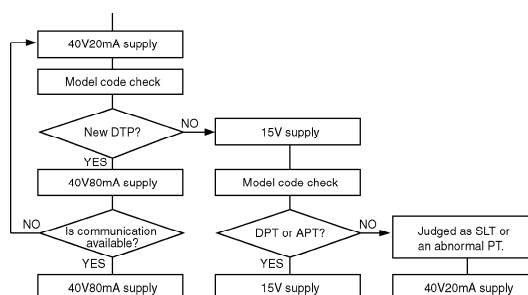 40V20mA supply
Model code check
New DTP?
NO
15V supply
YES
40V80mA supply
Model code check
NO
Is communication
available?
DPT or APT?
NO
Judged as SLT or
an abnormal PT.
YES
YES
40V80mA supply
15V supply
40V20mA supply